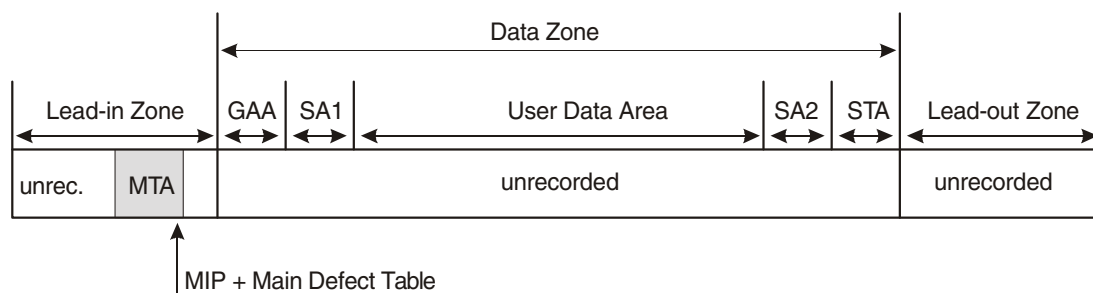 Data Zone
Lead-in Zone GAA SA1 User Data Area SA2 STA Lead-out Zone
unrec. MTA unrecorded unrecorded
MIP + Main Defect Table